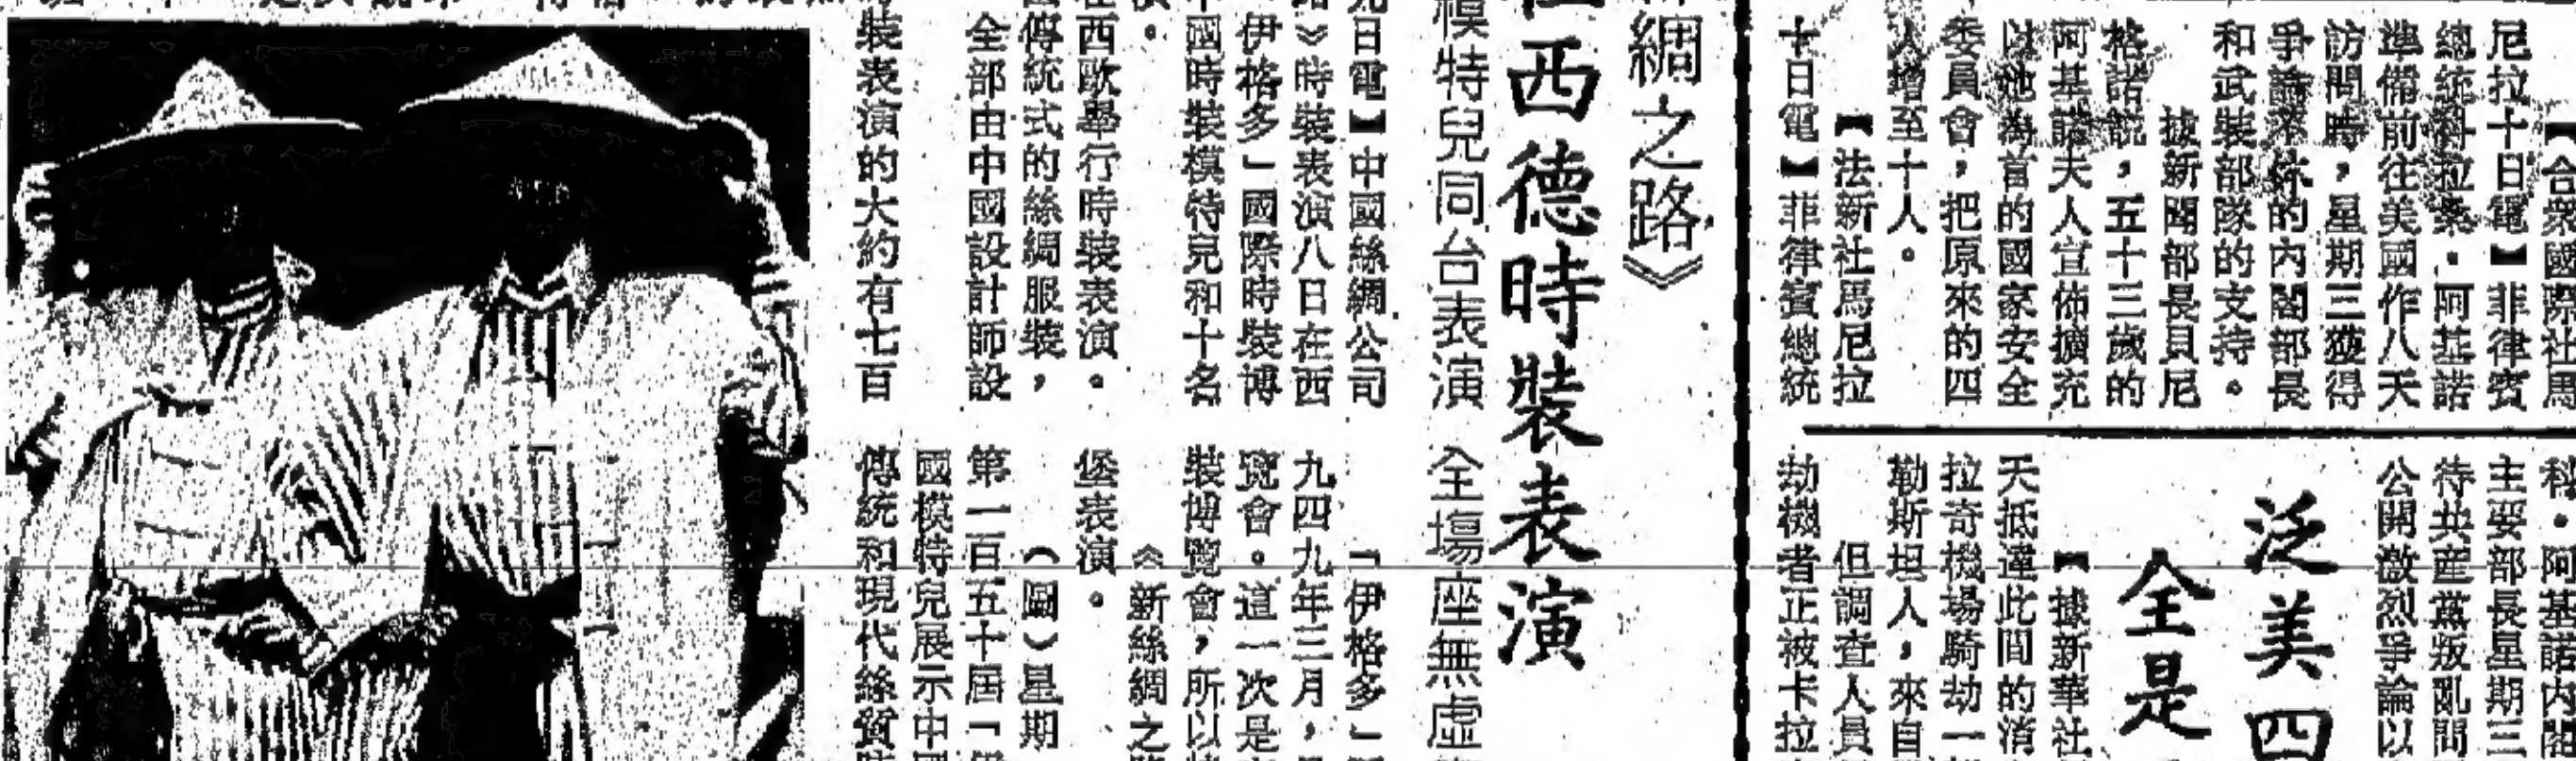 【合衆國際社馬
尼拉十日電】菲律賓
總統科拉桑·阿基諾
準備前往美國作八天
訪問時,星期三獲得
爭論不休的內閣部長
和武裝部隊的支持。
據新聞部長貝尼
格諾說,五十三歲的
阿基諾夫人宣佈擴充
以她為首的國家安全
委員會,把原來的四
人增至十人。
【法新社馬尼拉
十日電】菲律賓總統
科·阿基諾內閣
主要部長星期三
待共産黨叛亂問
公開激烈爭論以
泛美四
全是
【據新華社
天抵達此間的消
拉奇機場騎劫一
勒斯坦人,來自
但調查人員
劫機者正被卡拉
綢之路》
西德時裝表演
模特兒同台表演 全場座無虛
日電】中國絲綢公司
》時裝表演八日在西
伊格多」國際時裝博
國時裝模特兒和十名
西歐舉行時裝表演。
傳統式的絲綢服裝,
全部由中國設計師設
裝表演的大約有七百
「伊格多」
九四九年三月,
覽會。道一次是
裝博覽會,所以
《新絲綢之
堡表演。
(圖)星期
第一百五十屆「伊
國模特兒展示中國
傳統和現代絲質